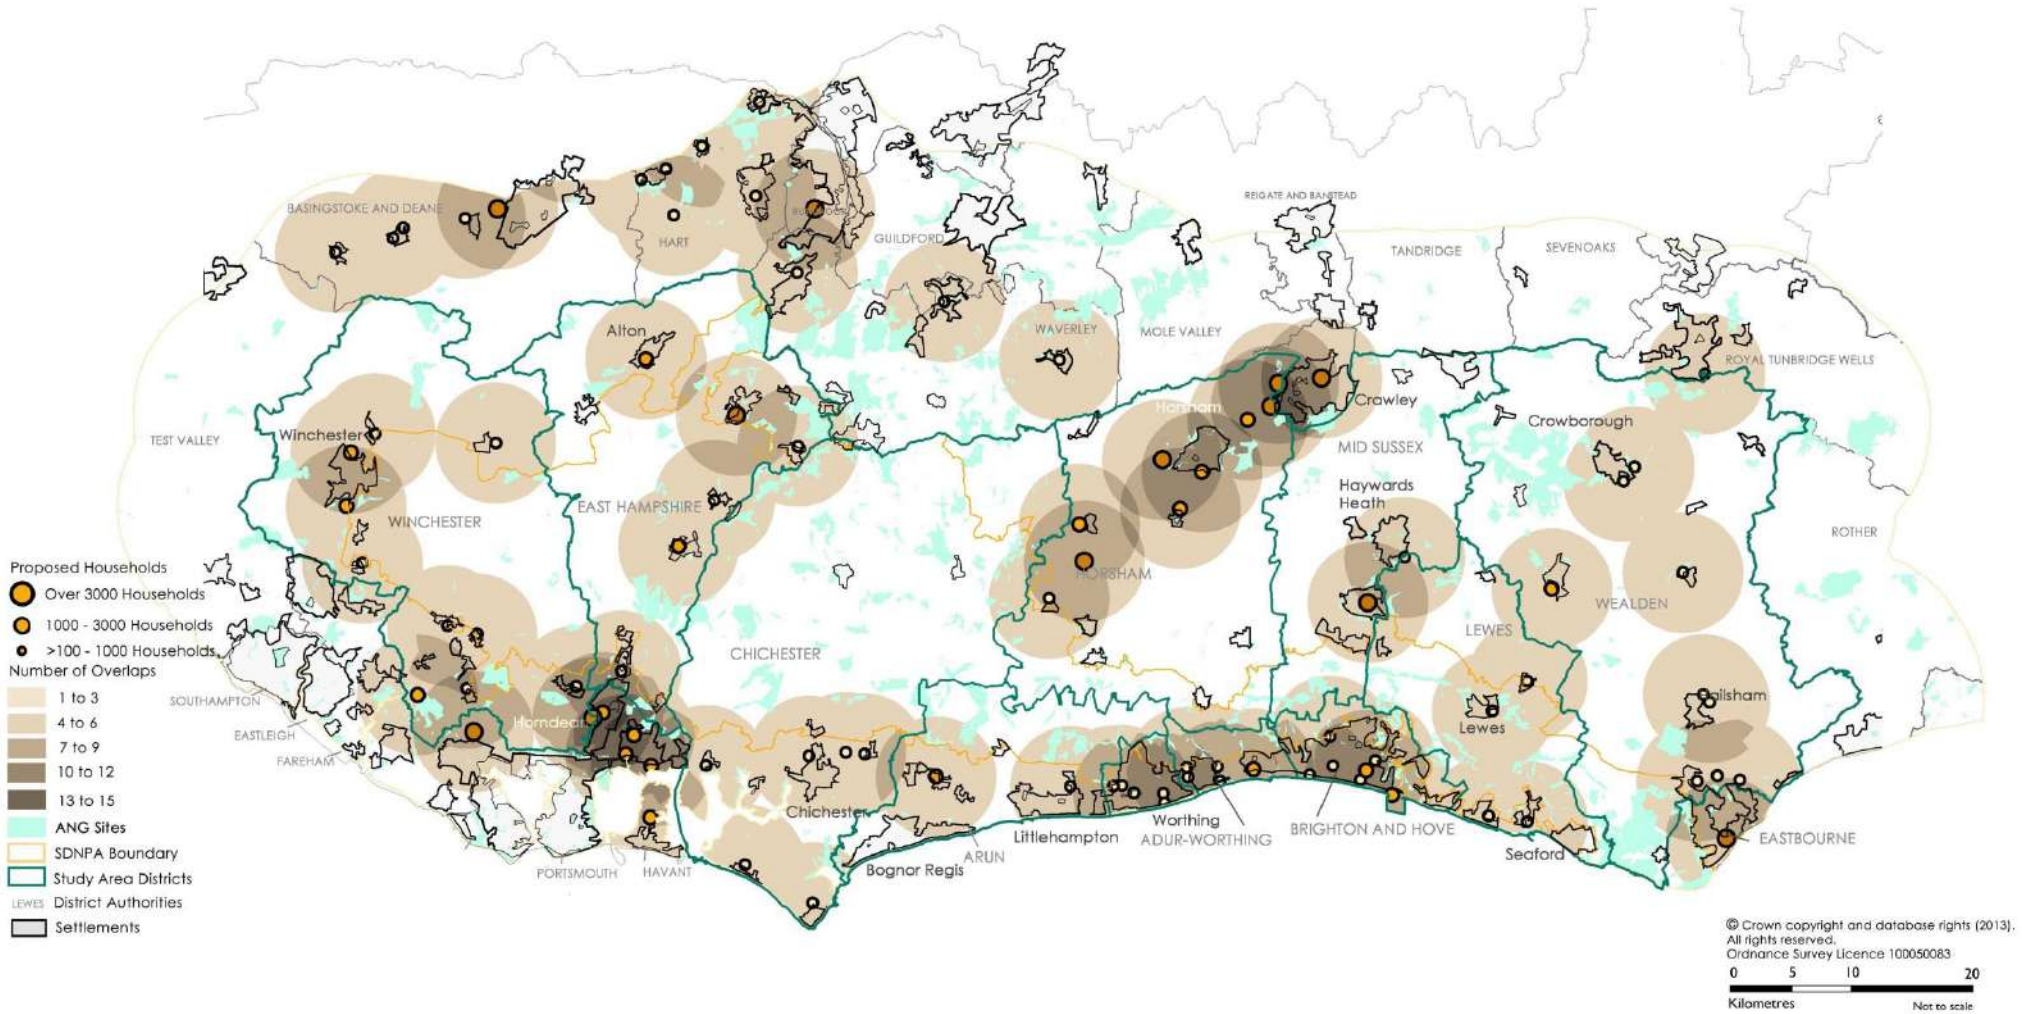 REIGATE AND BANSTEAD
BASINGSTOKE AND DEANE
HART
GUILDFORD
TANDRIDGE
SEVENOAKS
Alton
WAVERLEY
MOLE VALLEY
ROYAL TUNBRIDGE WELLS
Horsham
Crawley
TEST VALLEY
Winchester
Crowborough
MID SUSSEX
Haywards
Heath
EAST HAMPSHIRE
WINCHESTER
ROTHER
HORSHAM
WEALDEN
LEWES
CHICHESTER
SOUTHAMPTON
Horndean
Lewes
EASTLEIGH
FAREHAM
Chichester
Worthing
Littlehampton
ADUR-WORTHING
BRIGHTON AND HOVE
EASTBOURNE
Seaford
ARUN
Bognor Regis
PORTSMOUTH
HAVANT
Proposed Households
Over 3000 Households
1000 - 3000 Households
>100 - 1000 Households
Number of Overlaps
1 to 3
4 to 6
7 to 9
10 to 12
13 to 15
ANG Sites
SDNPA Boundary
Study Area Districts
LEWES District Authorities
Settlements
© Crown copyright and database rights (2013).
All rights reserved.
Ordnance Survey Licence 100050083
0 5 10 20
Kilometres Not to scale